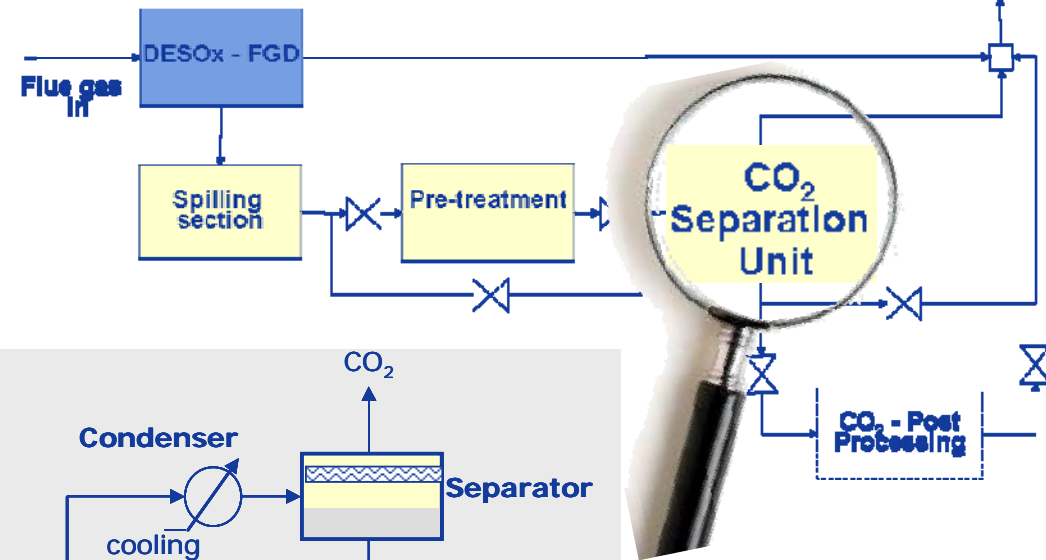 DESOx - FGD
Flue gas
in
Spilling
section
Pre-treatment
CO₂
Separation
Unit
CO₂ - Post
Processing
CO₂
Condenser
Separator
cooling